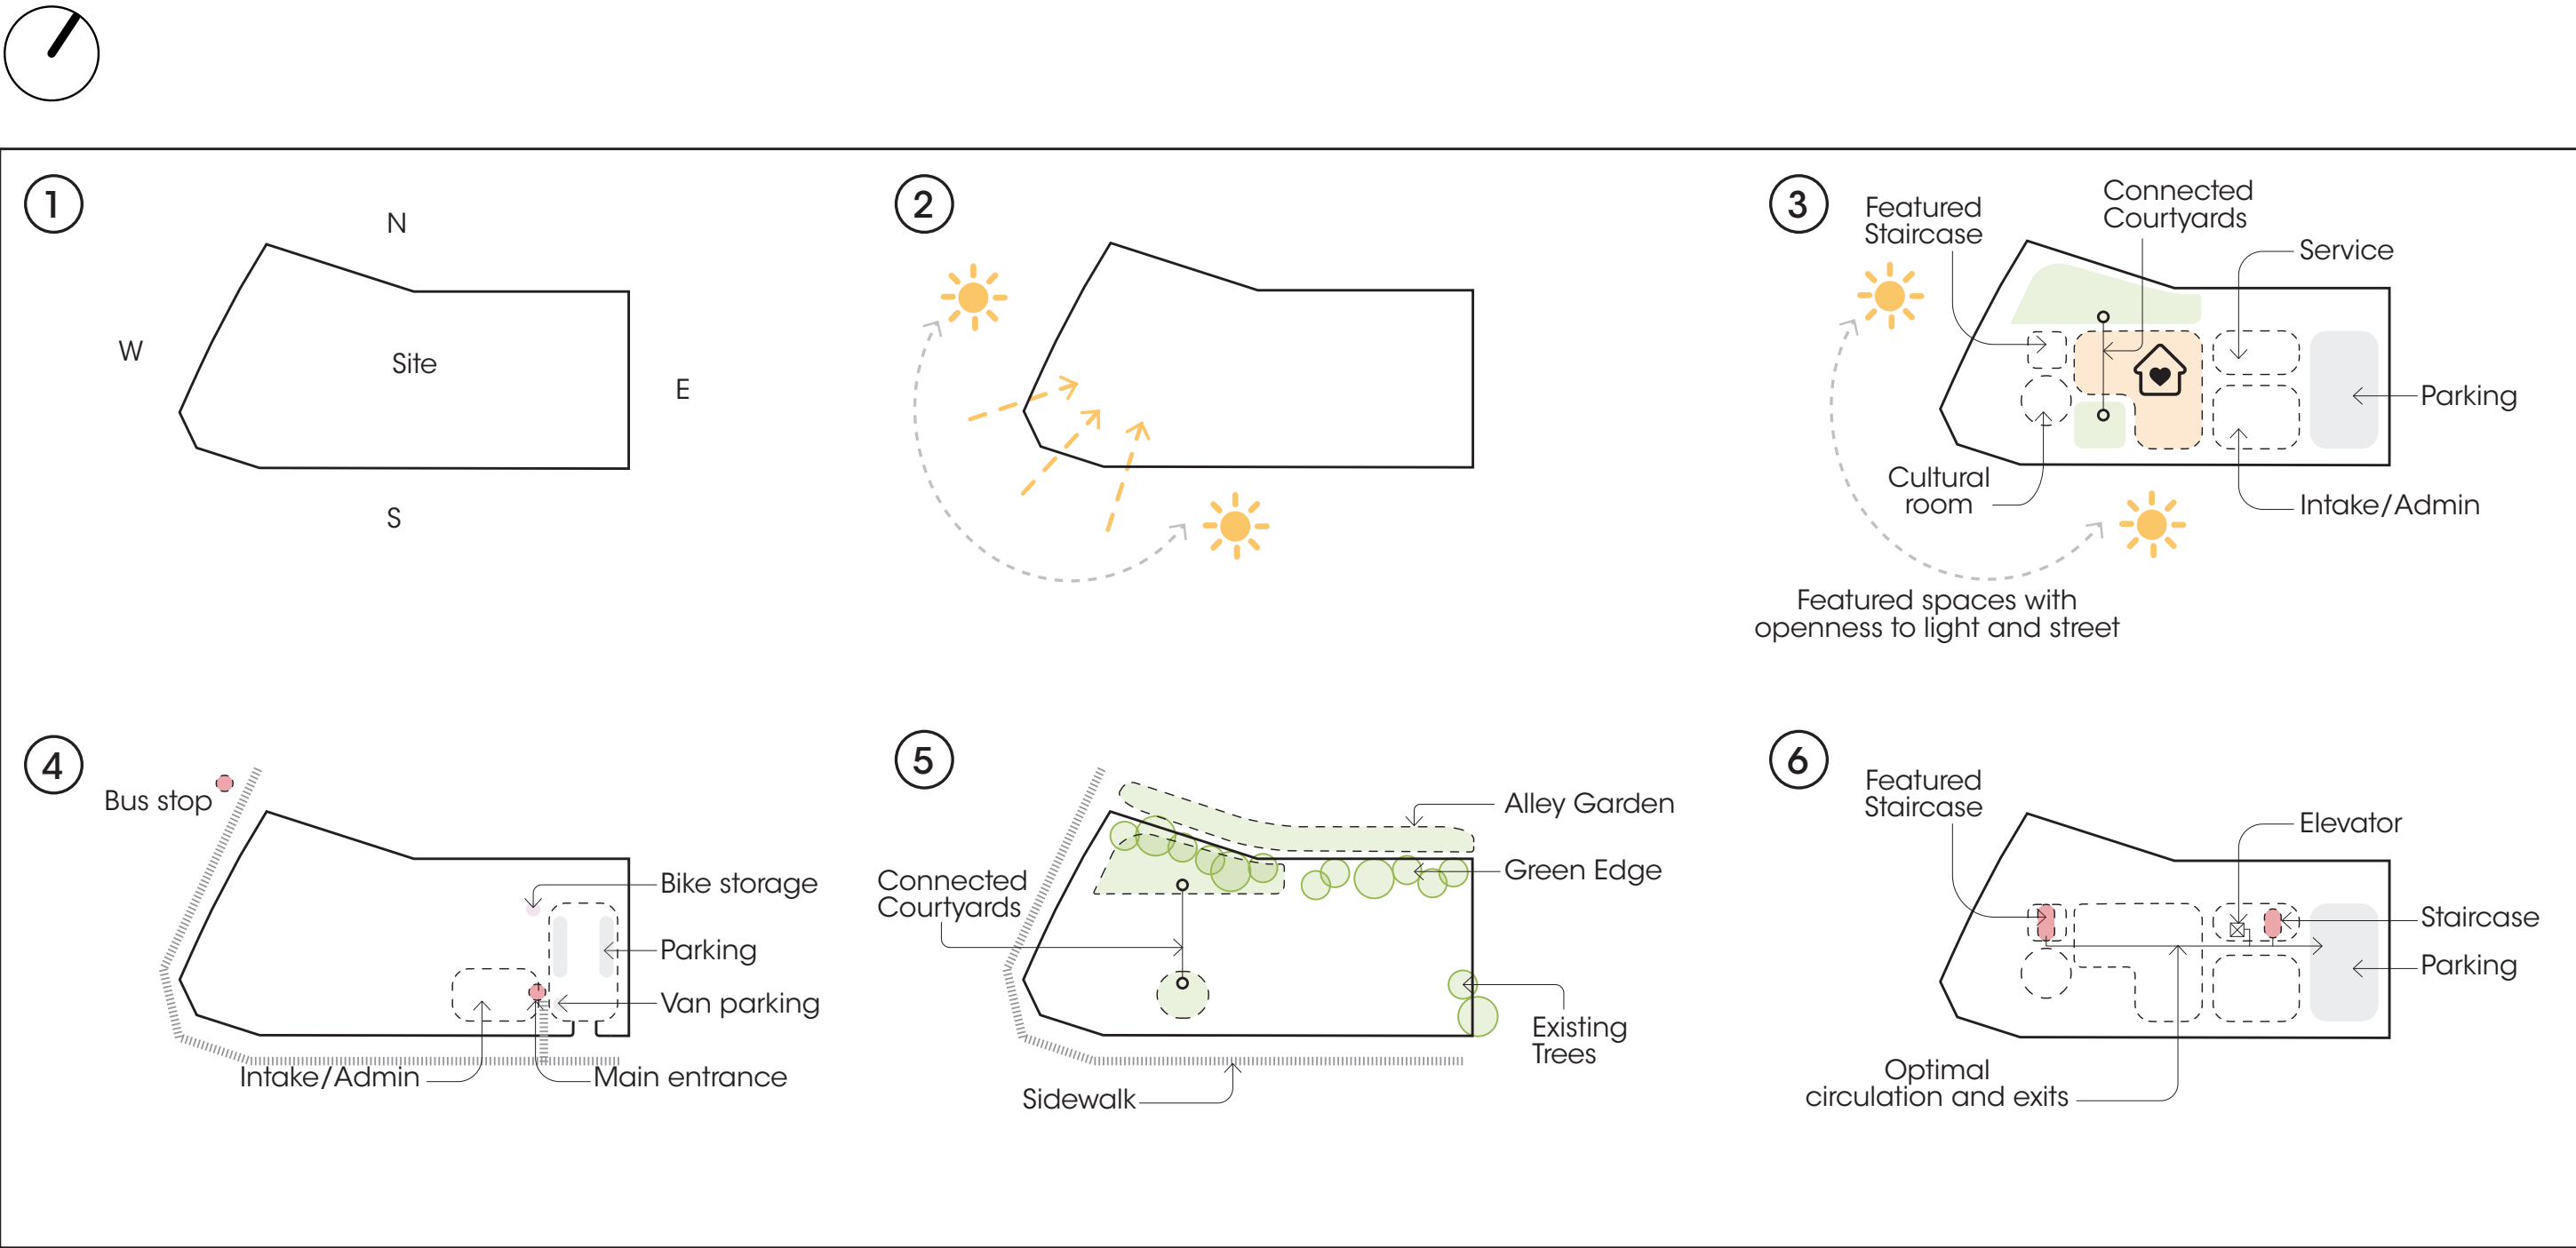 1
N
W
Site
E
S
2
3
Featured
Staircase
Connected
Courtyards
Service
Parking
Cultural
room
Intake/Admin
Featured spaces with
openness to light and street
4
Bus stop
Bike storage
Parking
Van parking
Intake/Admin
Main entrance
5
Alley Garden
Green Edge
Connected
Courtyards
Existing
Trees
Sidewalk
6
Featured
Staircase
Elevator
Staircase
Parking
Optimal
circulation and exits